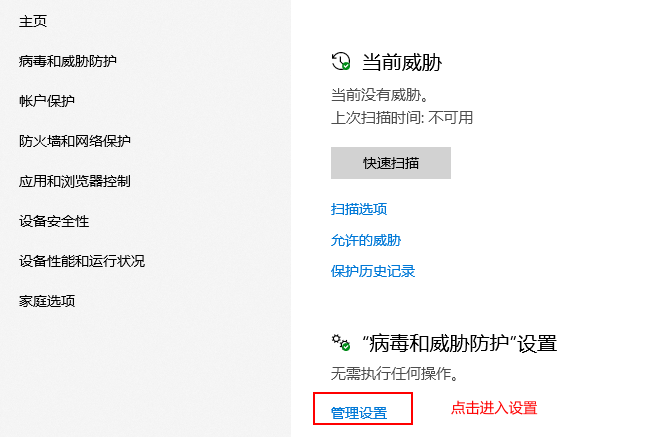 主页
病毒和威胁防护
帐户保护
防火墙和网络保护
应用和浏览器控制
设备安全性
设备性能和运行状况
家庭选项
当前威胁
当前没有威胁。
上次扫描时间: 不可用
快速扫描
扫描选项
允许的威胁
保护历史记录
“病毒和威胁防护”设置
无需执行任何操作。
管理设置
点击进入设置